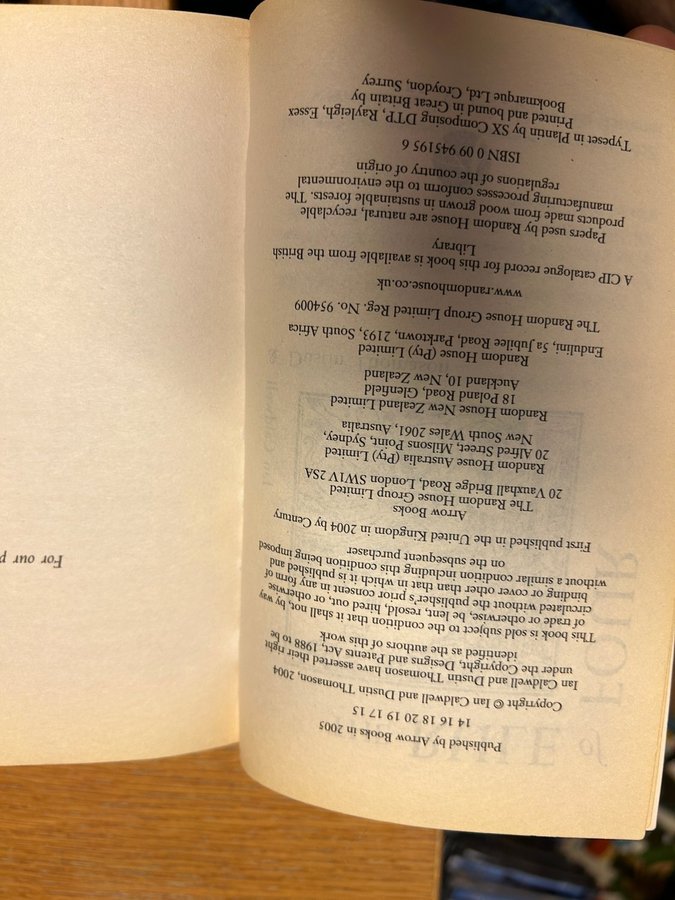 Published by Arrow Books in 2005
14 16 18 20 19 17 15
Copyright © Ian Caldwell and Dustin Thomason, 2004
Ian Caldwell and Dustin Thomason have asserted their right
under the Copyright, Designs and Patents Act, 1988 to be
identified as the authors of this work
This book is sold subject to the condition that it shall not, by way
of trade or otherwise, be lent, resold, hired out, or otherwise
circulated without the publisher's prior consent in any form of
binding or cover other than that in which it is published and
without a similar condition including this condition being imposed
on the subsequent purchaser
First published in the United Kingdom in 2004 by Century
Arrow Books
The Random House Group Limited
20 Vauxhall Bridge Road, London SW1V 2SA
Random House Australia (Pty) Limited
20 Alfred Street, Milsons Point, Sydney,
New South Wales 2061, Australia
Random House New Zealand Limited
18 Poland Road, Glenfield
Auckland 10, New Zealand
Random House (Pty) Limited
Endulini, 5a Jubilee Road, Parktown, 2193, South Africa
The Random House Group Limited Reg. No. 954009
www.randomhouse.co.uk
A CIP catalogue record for this book is available from the British
Library
Papers used by Random House are natural, recyclable
products made from wood grown in sustainable forests. The
manufacturing processes conform to the environmental
regulations of the country of origin
ISBN 0 09 945195 6
Typeset in Plantin by SX Composing DTP, Rayleigh, Essex
Printed and bound in Great Britain by
Bookmarque Ltd, Croydon, Surrey
For our p